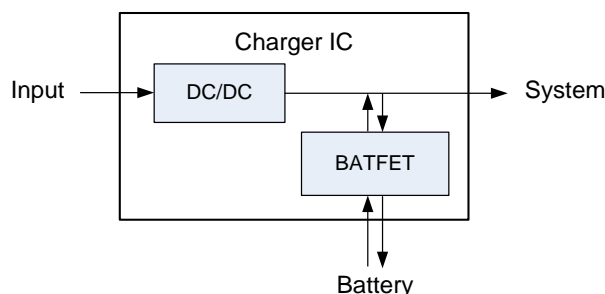 Charger IC
Input
DC/DC
System
BATFET
Battery